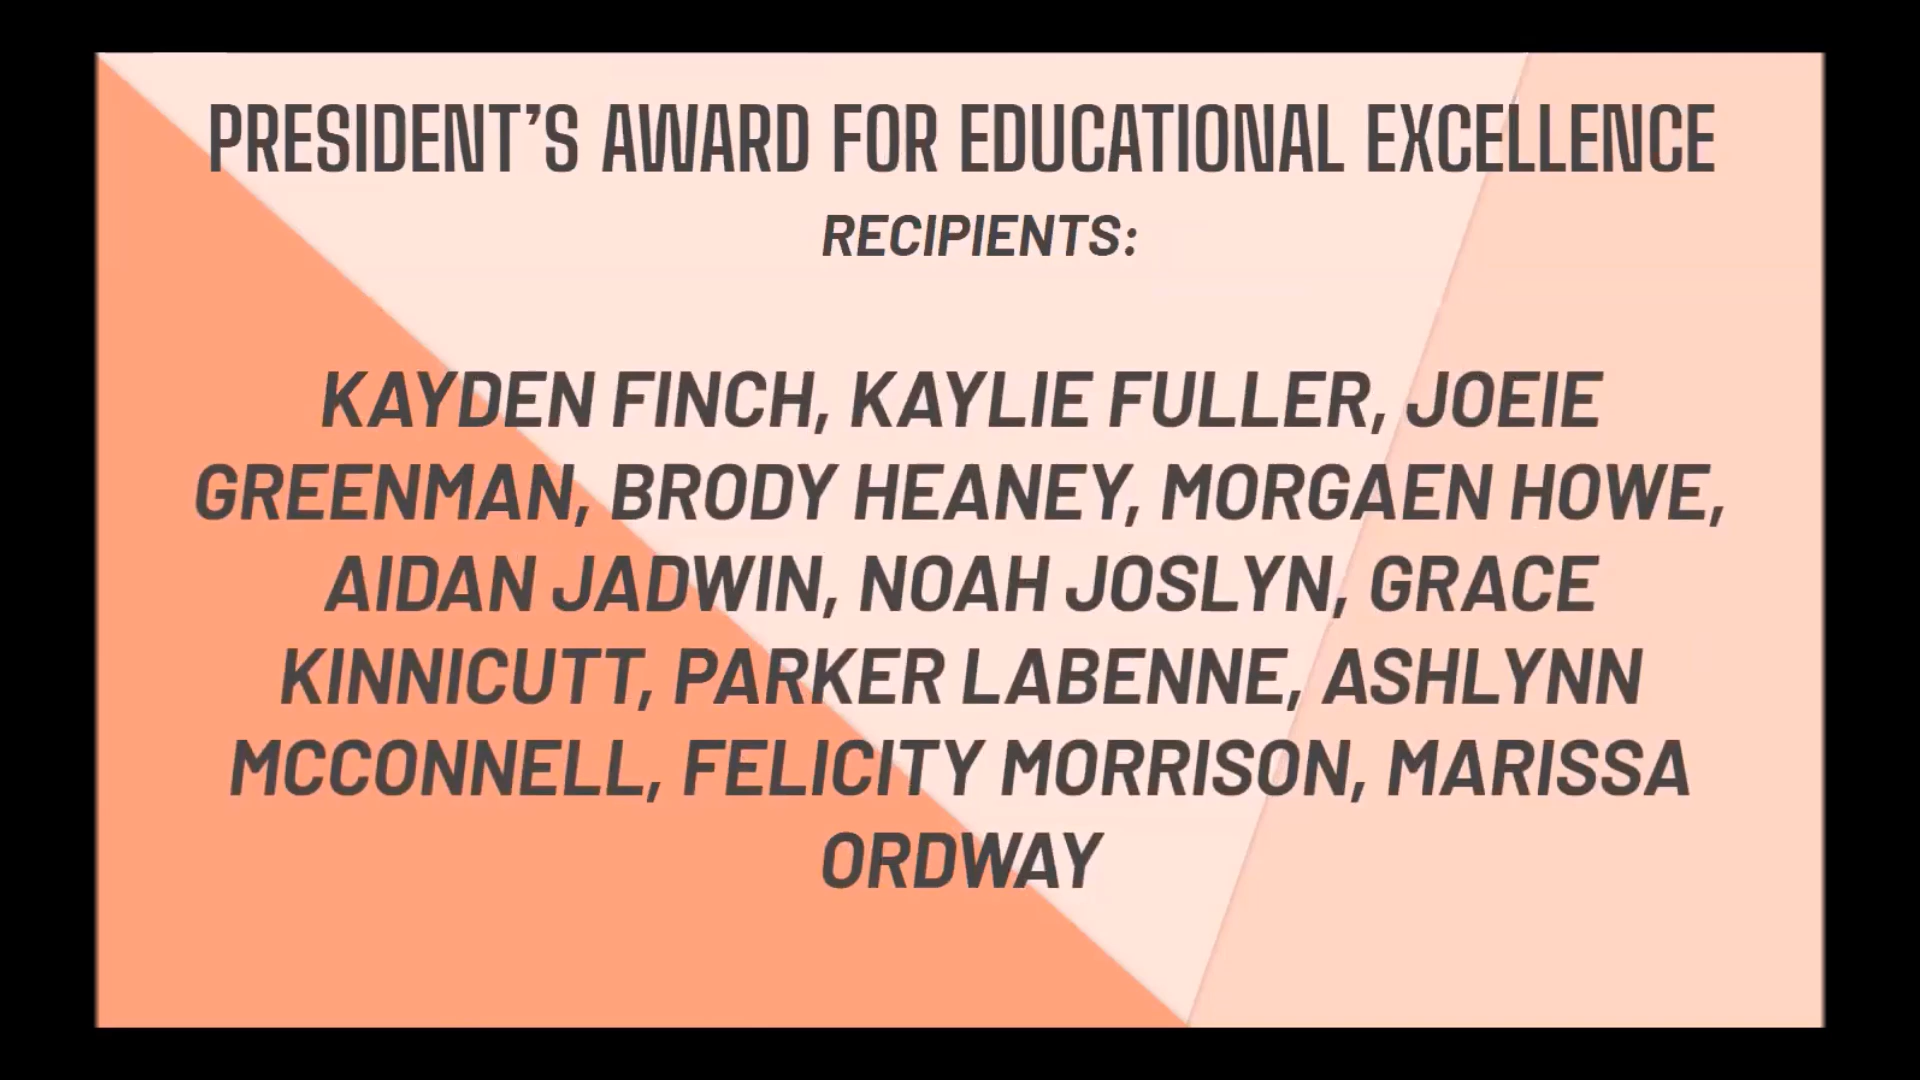 PRESIDENT'S AWARD FOR EDUCATIONAL EXCELLENCE
RECIPIENTS:
KAYDEN FINCH, KAYLIE FULLER, JOEIE
GREENMAN, BRODY HEANEY, MORGAEN HOWE,
AIDAN JADWIN, NOAH JOSLYN, GRACE
KINNICUTT, PARKER LABENNE, ASHLYNN
MCCONNELL, FELICITY MORRISON, MARISSA
ORDWAY